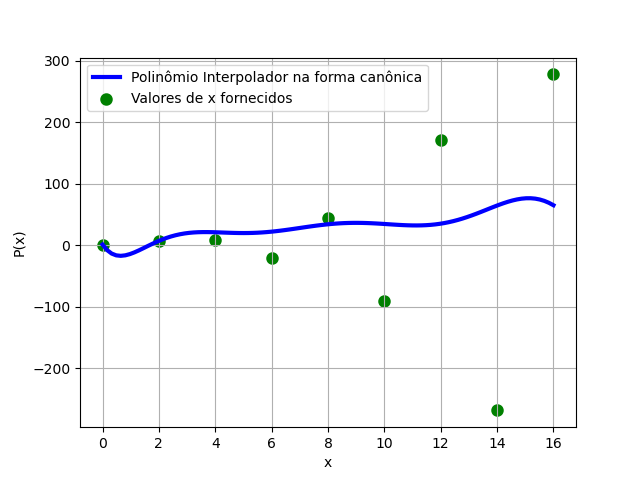 Polinômio Interpolador na forma canônica
Valores de x fornecidos
300
200
100
0
−100
−200
P(x)
0 2 4 6 8 10 12 14 16
x